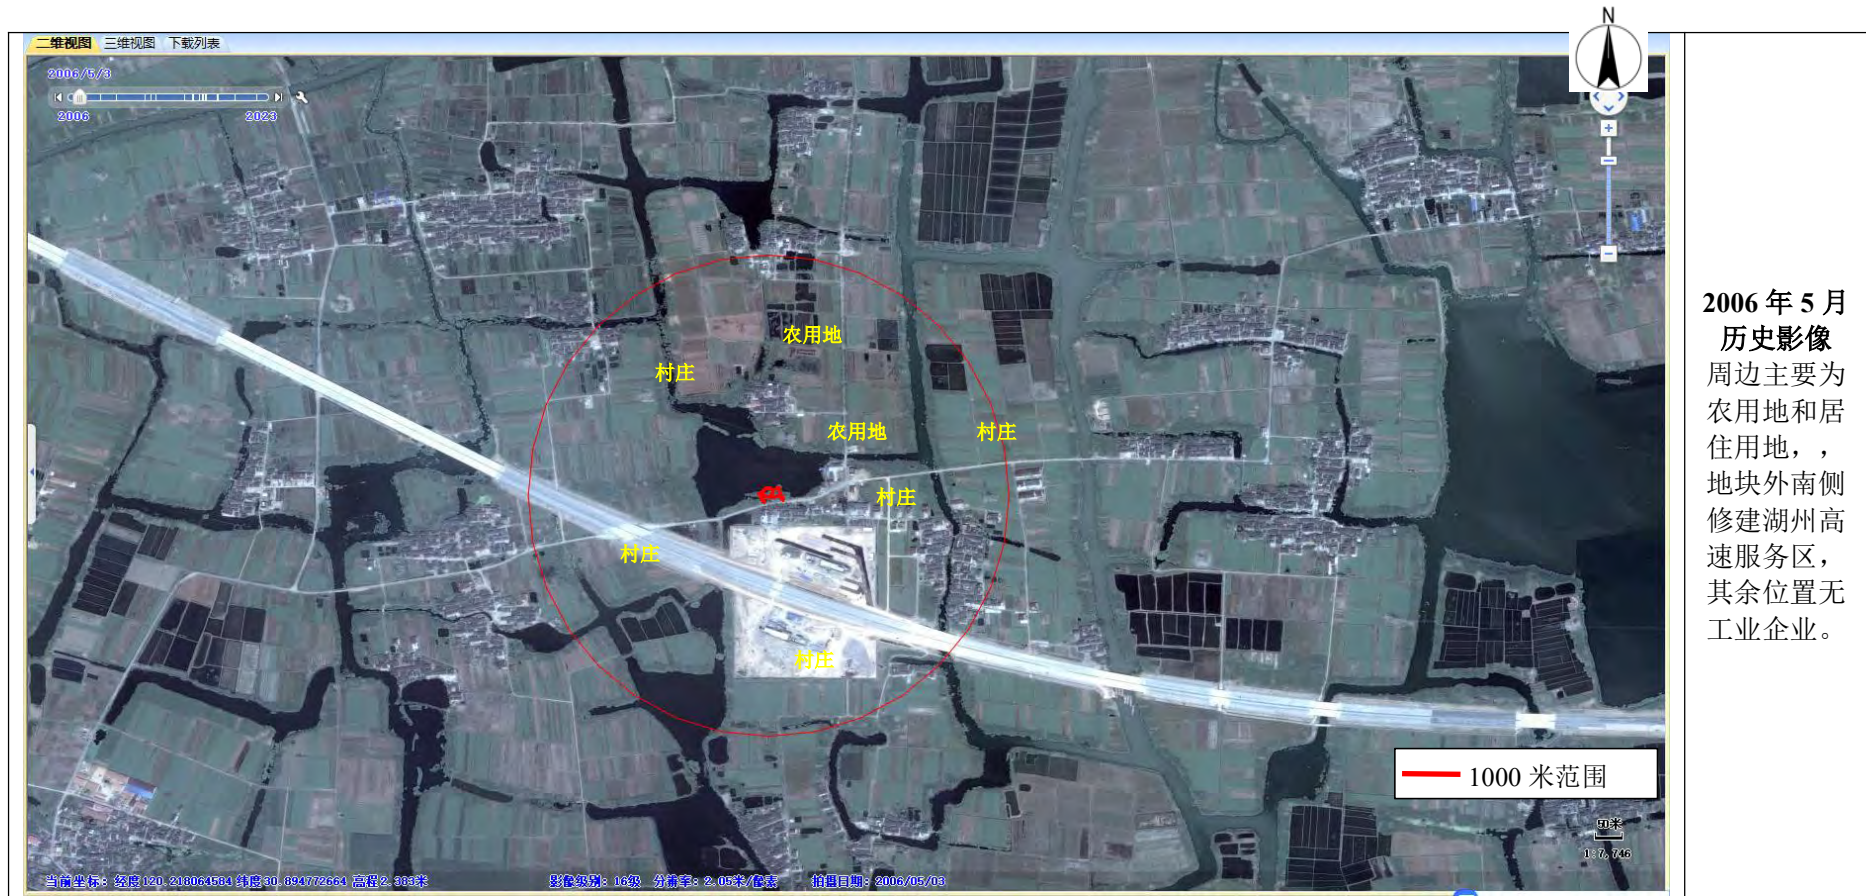 N
二维视图 三维视图 下载列表
2006/5/3
2006 2023
农用地
村庄
农用地
村庄
村庄
村庄
村庄
1000 米范围
50米
1:7,746
当前坐标：经度120.218064584 纬度30.894772664 高程2.383米 影像级别：16级 分辨率：2.05米/像素 拍摄日期：2006/05/03
2006 年 5 月
历史影像
周边主要为
农用地和居
住用地，，
地块外南侧
修建湖州高
速服务区，
其余位置无
工业企业。